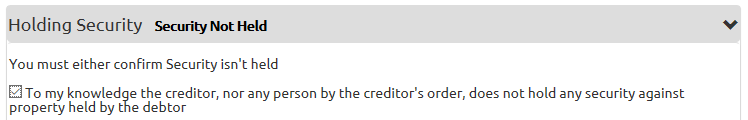 Holding Security Security Not Held
You must either confirm Security isn't held
To my knowledge the creditor, nor any person by the creditor's order, does not hold any security against
property held by the debtor